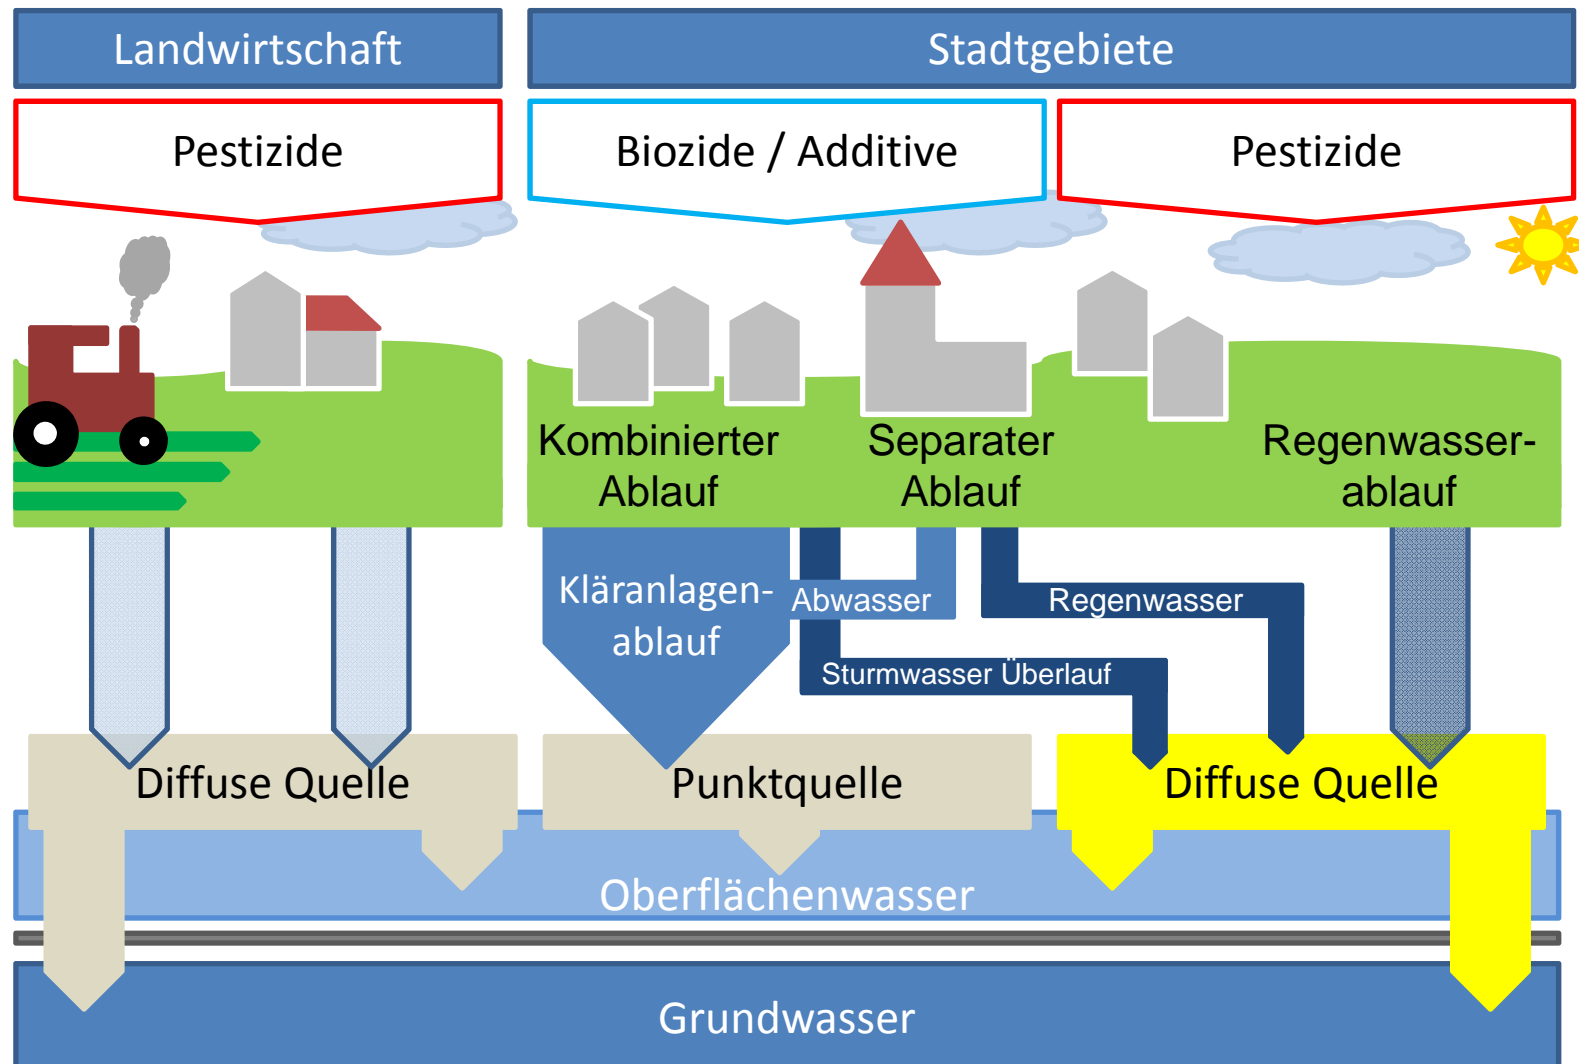 Landwirtschaft
Stadtgebiete
Pestizide
Biozide / Additive
Pestizide
Kombinierter
Ablauf
Separater
Ablauf
Regenwasser-
ablauf
Kläranlagen-
ablauf
Abwasser
Regenwasser
Sturmwasser Überlauf
Diffuse Quelle
Punktquelle
Diffuse Quelle
Oberflächenwasser
Grundwasser